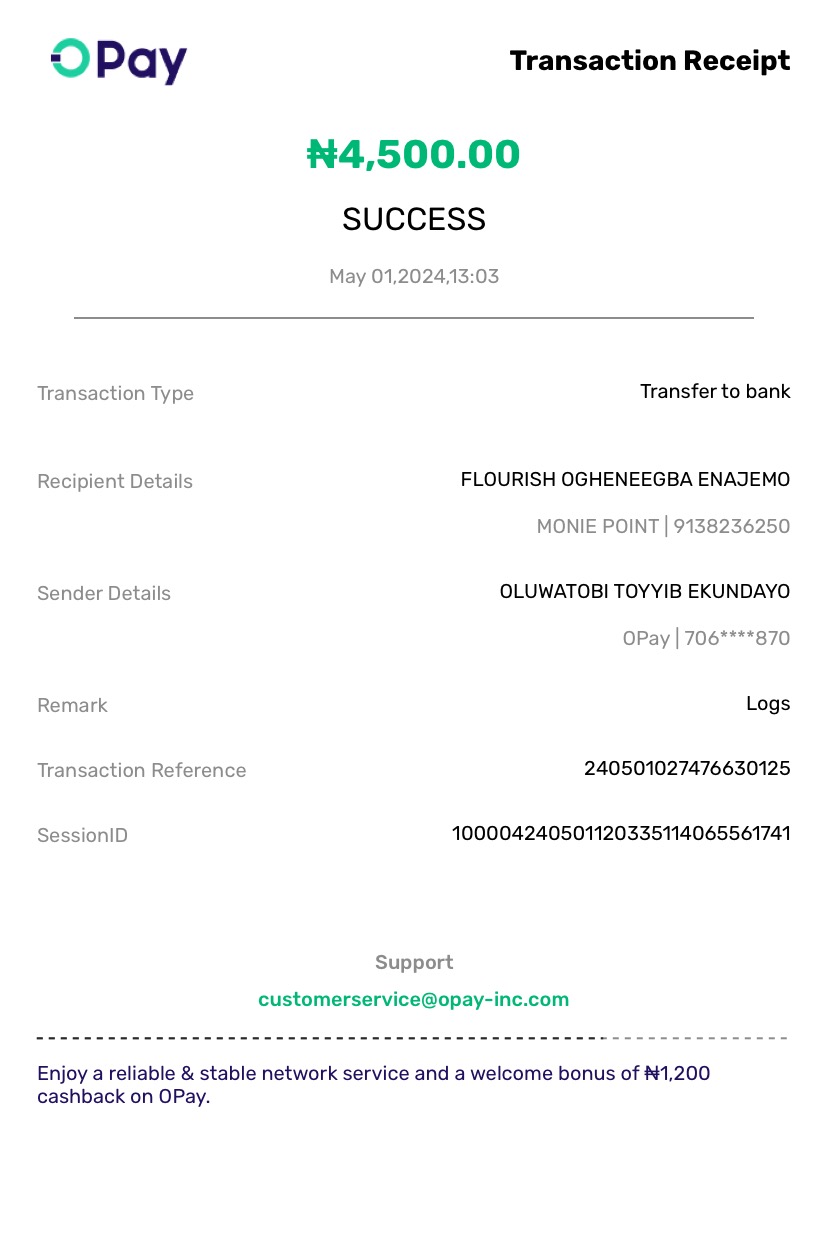 OPay
Transaction Receipt
₦4,500.00
SUCCESS
May 01,2024,13:03
Transaction Type
Transfer to bank
Recipient Details
FLOURISH OGHENEEGBA ENAJEMO
MONIE POINT | 9138236250
Sender Details
OLUWATOBI TOYYIB EKUNDAYO
OPay | 706****870
Remark
Logs
Transaction Reference
240501027476630125
SessionID
100004240501120335114065561741
Support
customerservice@opay-inc.com
Enjoy a reliable & stable network service and a welcome bonus of ₦1,200
cashback on OPay.